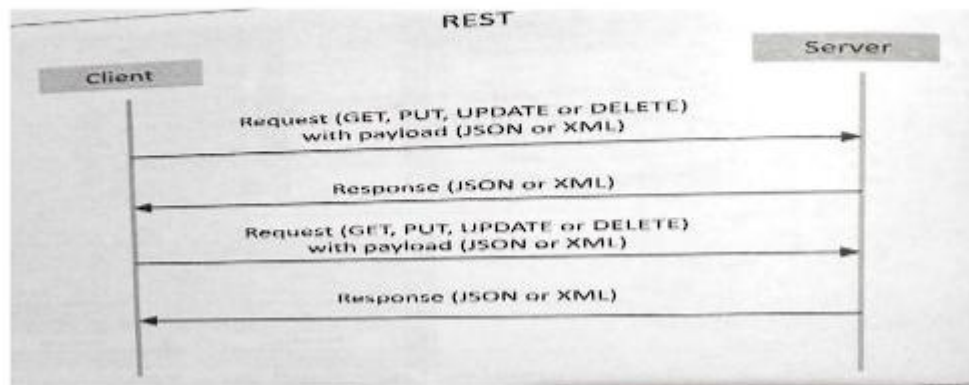 REST
Client
Server
Request (GET, PUT, UPDATE or DELETE)
with payload (JSON or XML)
Response (JSON or XML)
Request (GET, PUT, UPDATE or DELETE)
with payload (JSON or XML)
Response (JSON or XML)